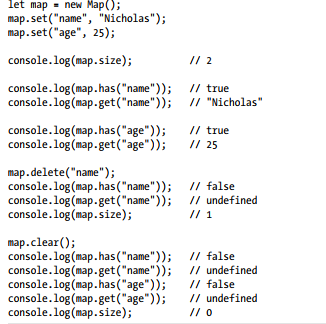 let map = new Map();
map.set("name", "Nicholas");
map.set("age", 25);
console.log(map.size);          // 2
console.log(map.has("name"));   // true
console.log(map.get("name"));   // "Nicholas"
console.log(map.has("age"));    // true
console.log(map.get("age"));    // 25
map.delete("name");
console.log(map.has("name"));   // false
console.log(map.get("name"));   // undefined
console.log(map.size);          // 1
map.clear();
console.log(map.has("name"));   // false
console.log(map.get("name"));   // undefined
console.log(map.has("age"));    // false
console.log(map.get("age"));    // undefined
console.log(map.size);          // 0